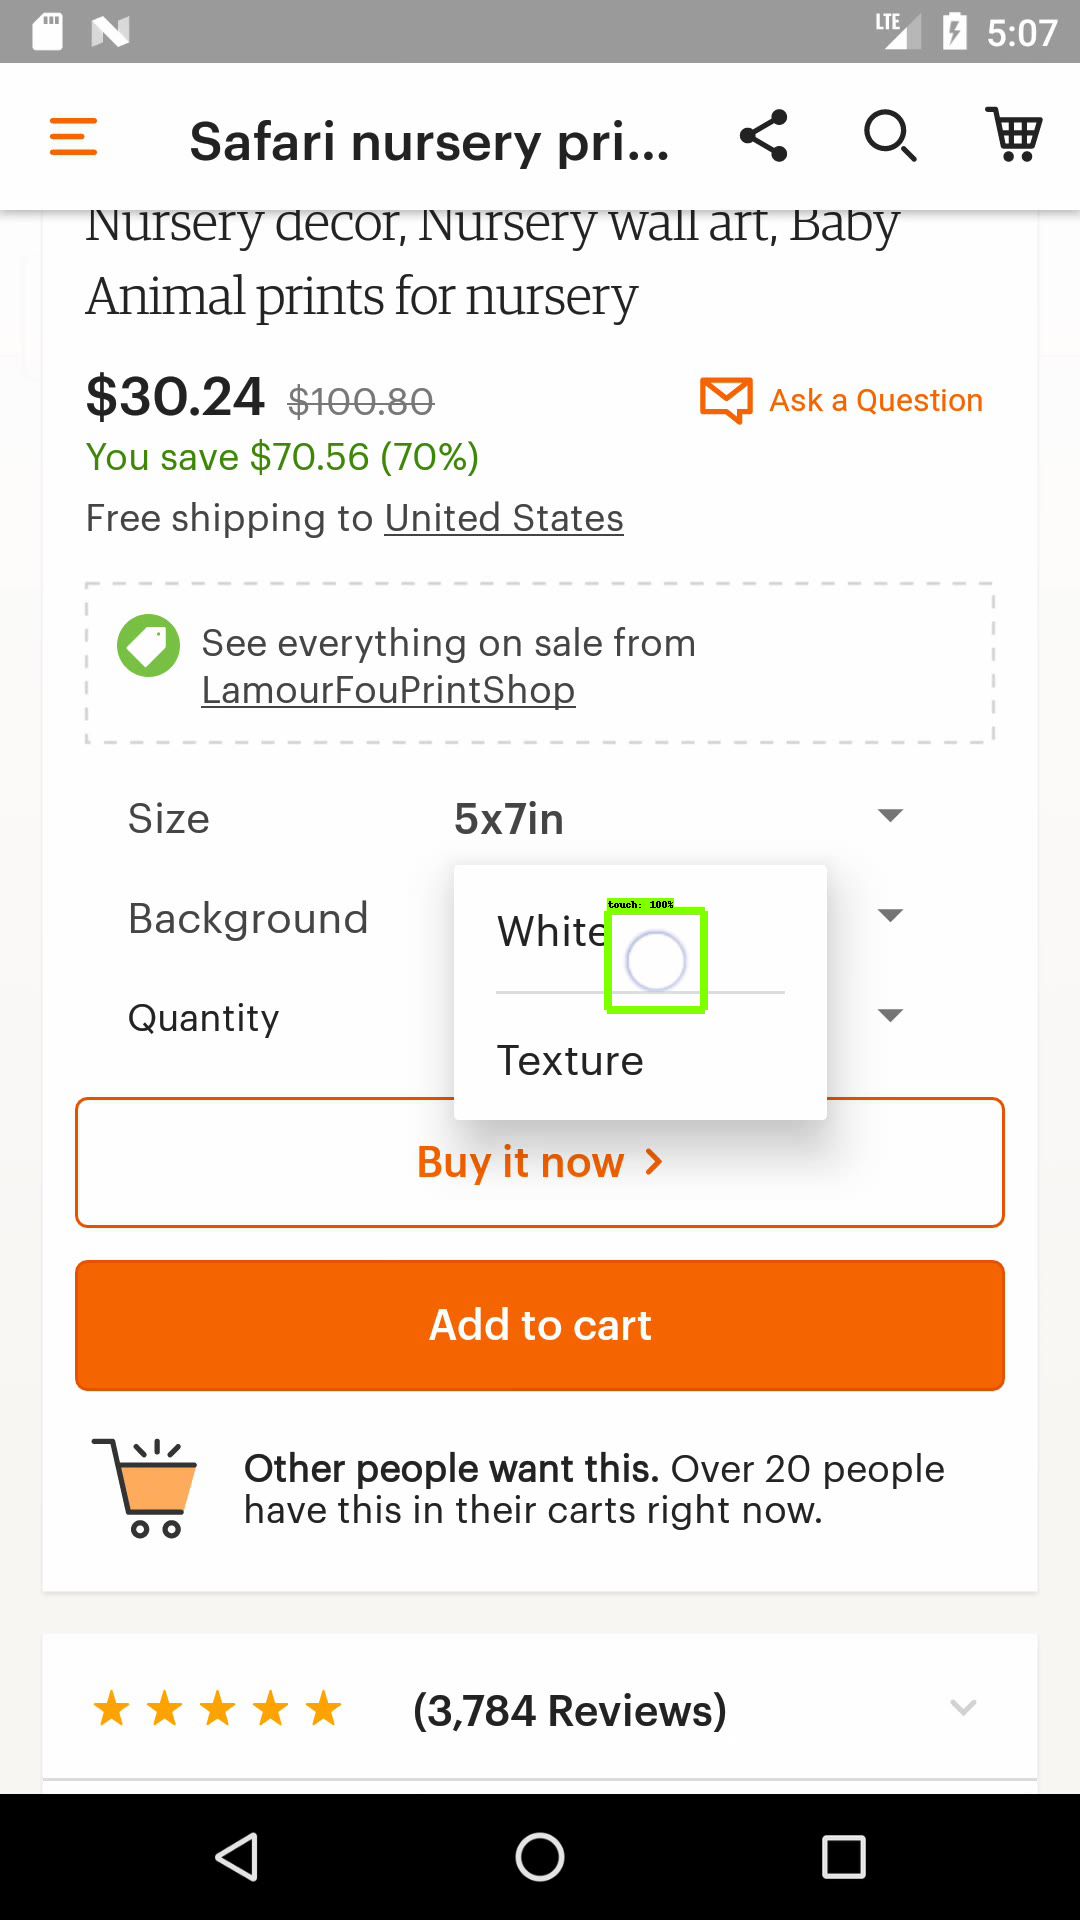 LTE 5:07
Safari nursery pri...
Nursery decor, Nursery wall art, Baby
Animal prints for nursery
$30.24 $100.80
Ask a Question
You save $70.56 (70%)
Free shipping to United States
See everything on sale from
LamourFouPrintShop
Size 5x7in
Background
Quantity
touch: 100%
White
Texture
Buy it now
Add to cart
Other people want this. Over 20 people
have this in their carts right now.
(3,784 Reviews)